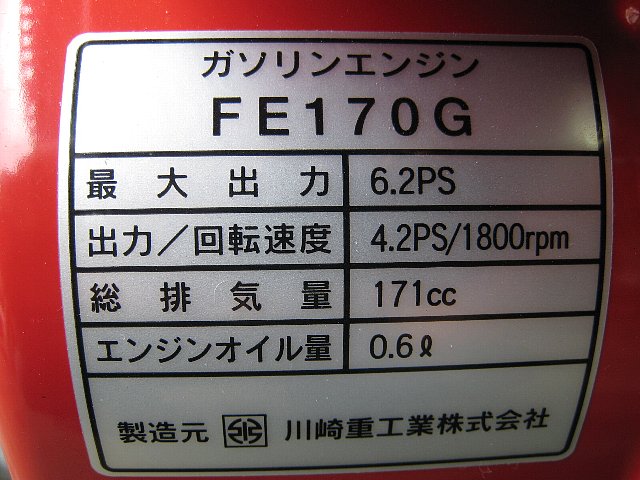 ガソリンエンジン
FE170G
最大出力 6.2PS
出力/回転速度 4.2PS/1800rpm
総排気量 171cc
エンジンオイル量 0.6ℓ
製造元 川崎重工業株式会社